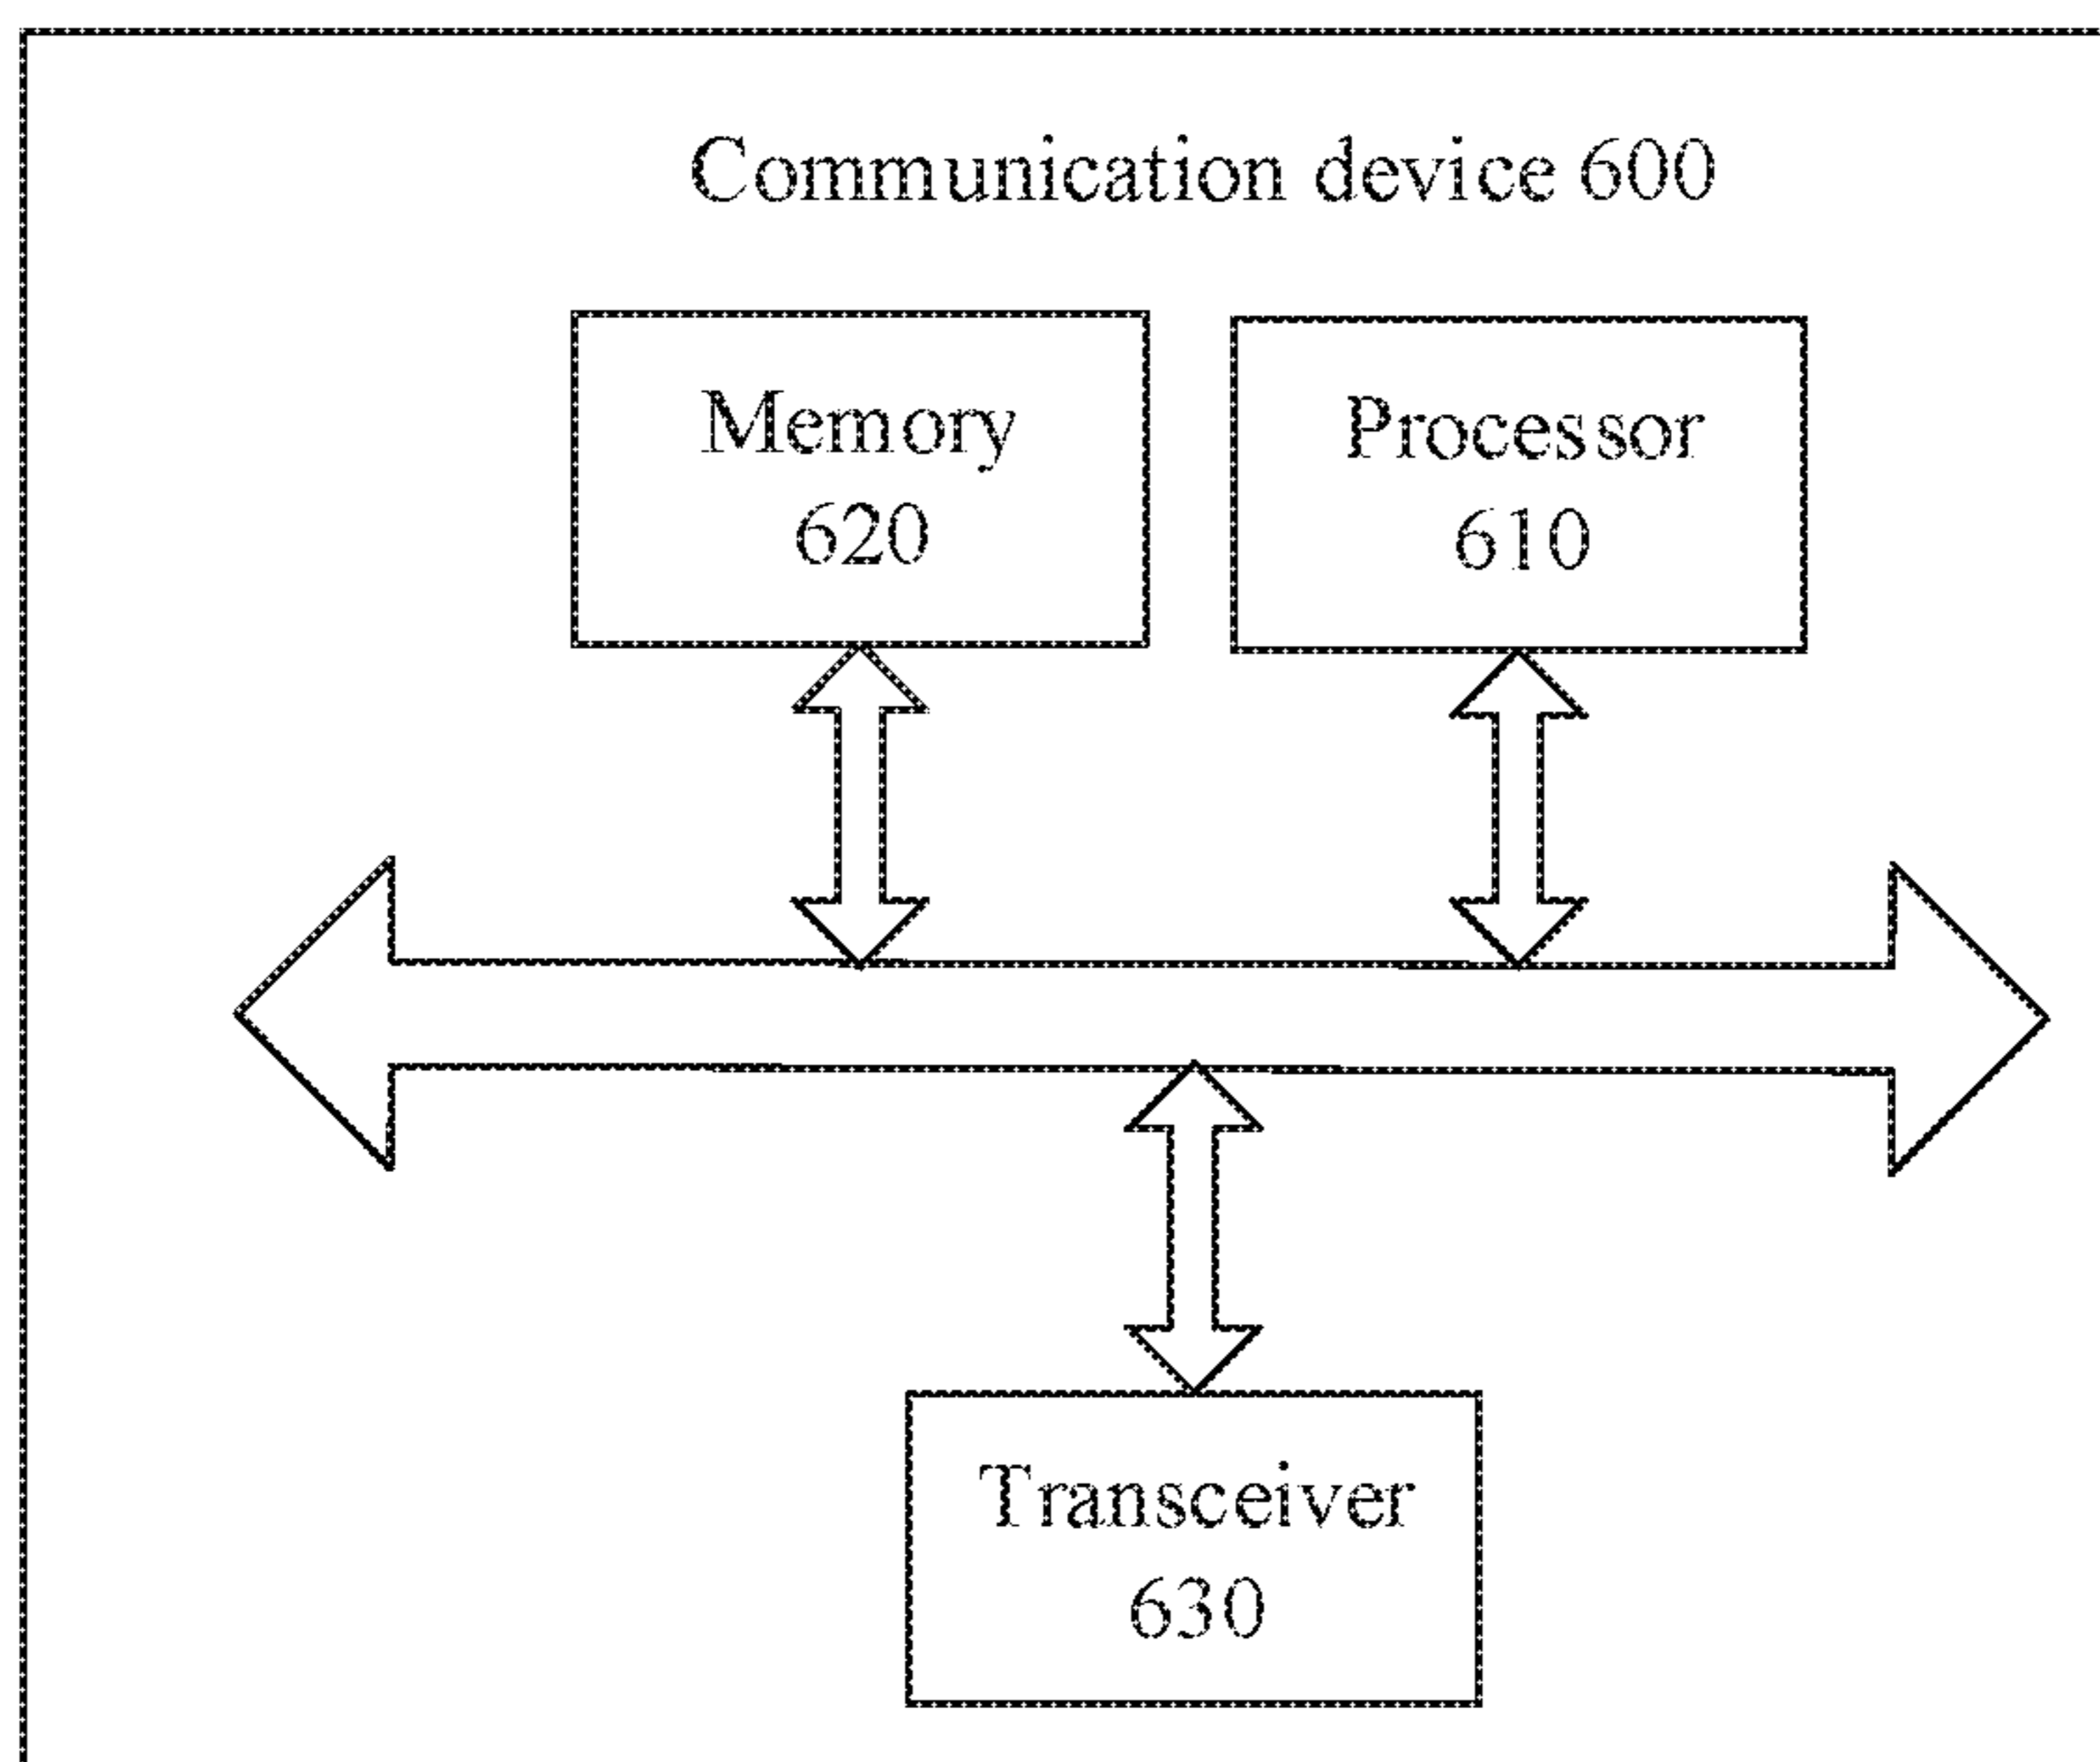 Communication device 600
Memory
620
Processor
610
Transceiver
630